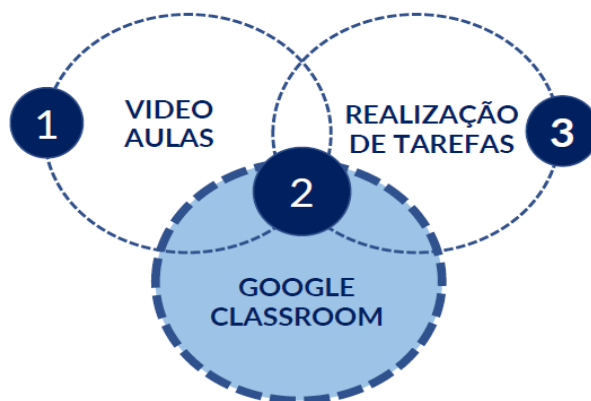 1
VIDEO
AULAS
REALIZAÇÃO
DE TAREFAS
3
2
GOOGLE
CLASSROOM